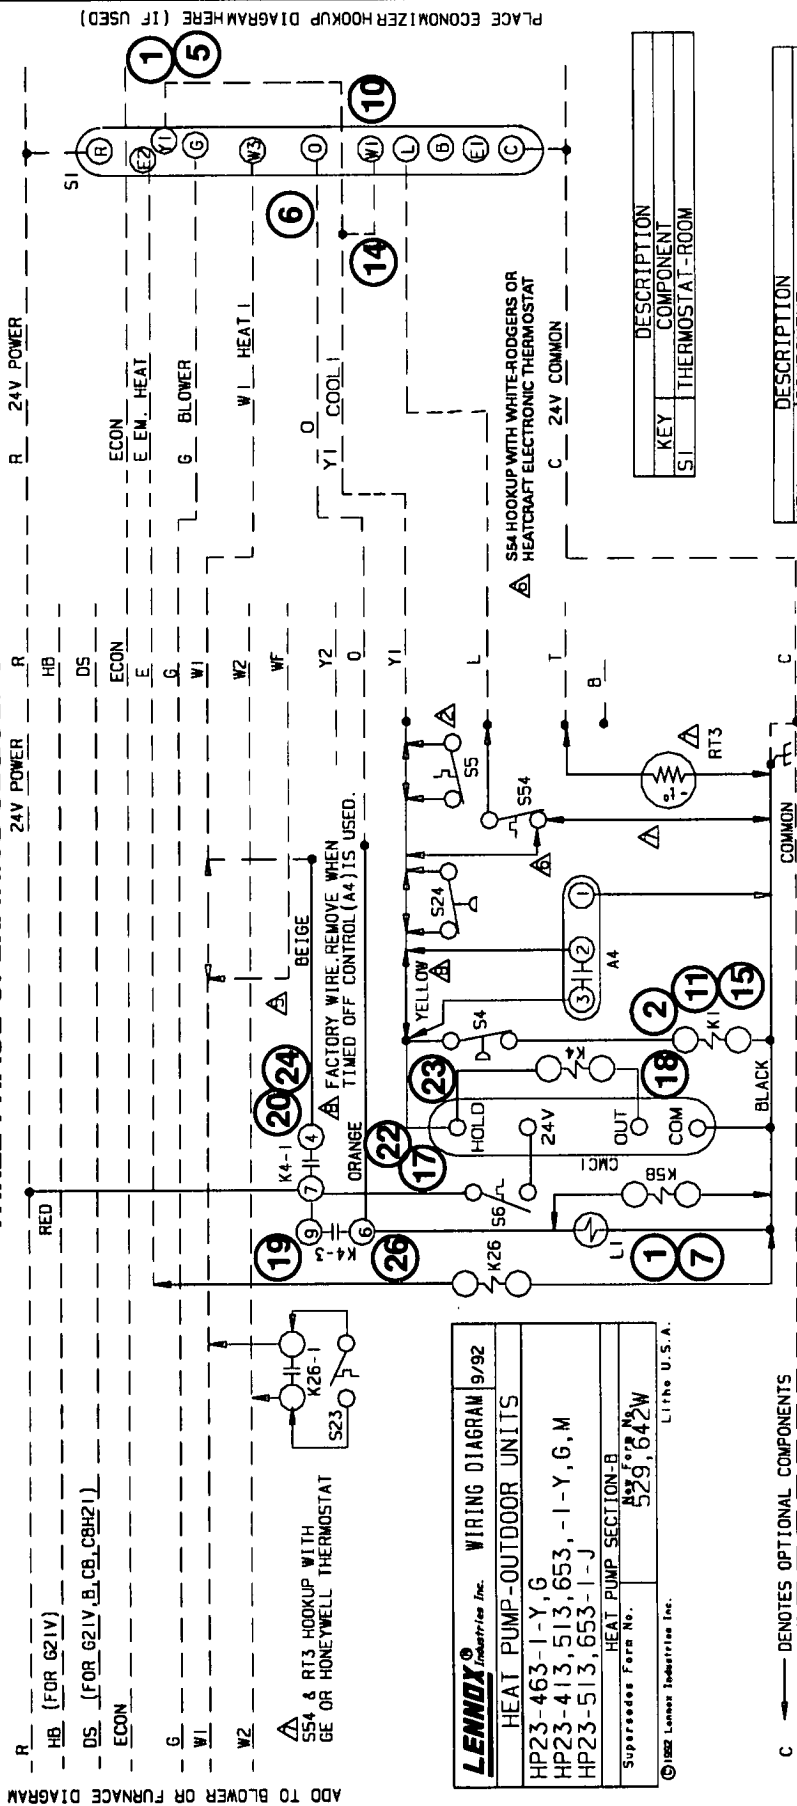 PLACE ECONOMIZER HOOKUP DIAGRAM HERE (IF USED)
ADD TO BLOWER OR FURNACE DIAGRAM
R
HB (FOR G21V)
DS (FOR G21V,B,CB,CBH21)
ECON
G
W1
W2
RED
24V POWER
R
HB
DS
ECON
E
G
W1
W2
WF
Y2
O
Y1
L
T
B
C
R 24V POWER
ECON
E EM. HEAT
G BLOWER
W1 HEAT 1
O
Y1 COOL 1
C 24V COMMON
S1
R
E2
Y1
G
W3
O
W1
L
B
E1
C
1
5
6
10
14
S54 & RT3 HOOKUP WITH
GE OR HONEYWELL THERMOSTAT
K26-1
S23
BEIGE
FACTORY WIRE, REMOVE WHEN
TIMED OFF CONTROL (A4) IS USED.
20
24
K4-1
4
7
9
19
K4-3
6
26
ORANGE
22
17
23
HOLD
24V
OUT
COM
CMC1
S6
K5B
L1
K26
1
7
18
K4
YELLOW
S4
S24
S5
S54
3
2
1
A4
K1
2
11
15
RT3
BLACK
COMMON
S54 HOOKUP WITH WHITE-RODGERS OR
HEATCRAFT ELECTRONIC THERMOSTAT
DESCRIPTION
KEY COMPONENT
S1 THERMOSTAT-ROOM
DESCRIPTION
LENNOX® Industries Inc. WIRING DIAGRAM 9/92
HEAT PUMP-OUTDOOR UNITS
HP23-463-1-Y,G
HP23-413,513,653,-1-Y,G,M
HP23-513,653-1-J
HEAT PUMP SECTION-B
Supersedes Form No. New Form No.
529,642W
©1992 Lennox Industries Inc. Litho U.S.A.
C
DENOTES OPTIONAL COMPONENTS